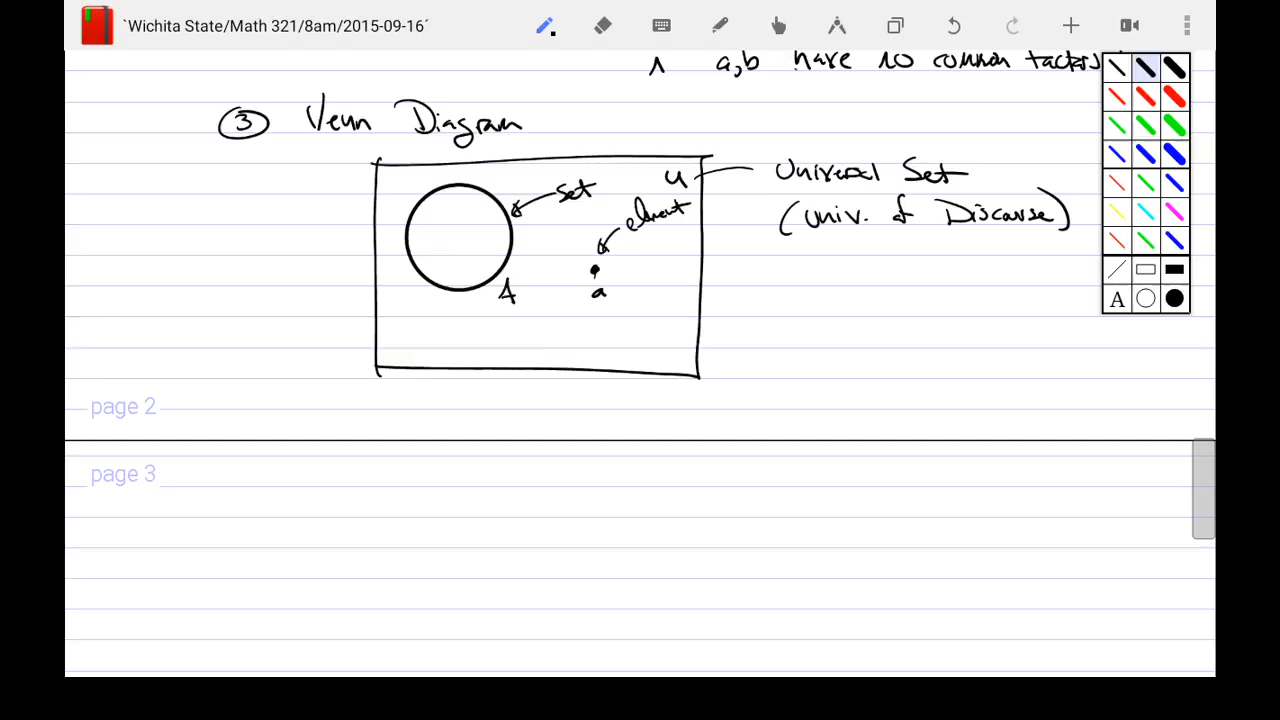 `Wichita State/Math 321/8am/2015-09-16´
∧ a,b have no common factors
③ Venn Diagram
U Universal Set
set
element (Univ. of Discourse)
A a
page 2
page 3
A